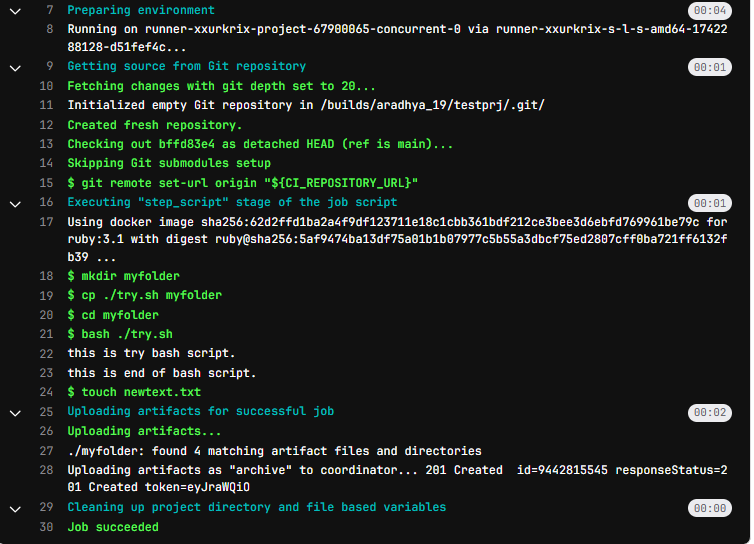 7 Preparing environment 00:04
8 Running on runner-xxurkrix-project-67900065-concurrent-0 via runner-xxurkrix-s-l-s-amd64-17422
88128-d51fef4c...
9 Getting source from Git repository 00:01
10 Fetching changes with git depth set to 20...
11 Initialized empty Git repository in /builds/aradhya_19/testprj/.git/
12 Created fresh repository.
13 Checking out bffd83e4 as detached HEAD (ref is main)...
14 Skipping Git submodules setup
15 $ git remote set-url origin "${CI_REPOSITORY_URL}"
16 Executing "step_script" stage of the job script 00:01
17 Using docker image sha256:62d2ffd1ba2a4f9df123711e18c1cbb361bdf212ce3bee3d6ebfd769961be79c for
ruby:3.1 with digest ruby@sha256:5af9474ba13df75a01b1b07977c5b55a3dbcf75ed2807cff0ba721ff6132f
b39 ...
18 $ mkdir myfolder
19 $ cp ./try.sh myfolder
20 $ cd myfolder
21 $ bash ./try.sh
22 this is try bash script.
23 this is end of bash script.
24 $ touch newtext.txt
25 Uploading artifacts for successful job 00:02
26 Uploading artifacts...
27 ./myfolder: found 4 matching artifact files and directories
28 Uploading artifacts as "archive" to coordinator... 201 Created  id=9442815545 responseStatus=2
01 Created token=eyJraWQiO
29 Cleaning up project directory and file based variables 00:00
30 Job succeeded